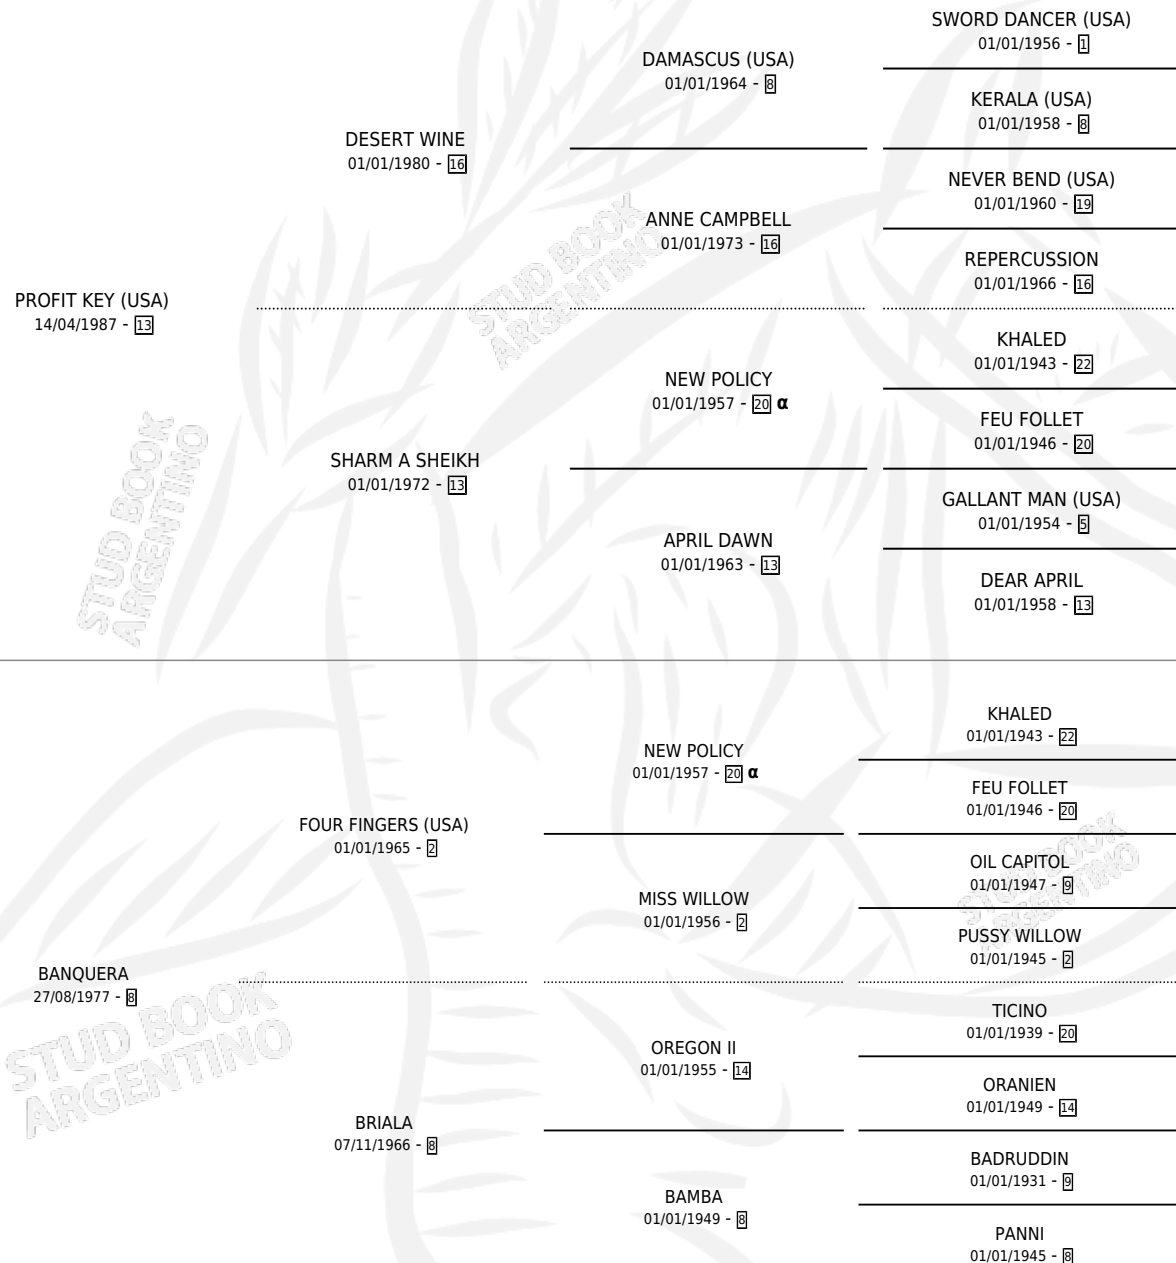 SWORD DANCER (USA)
01/01/1956 - 1
DAMASCUS (USA)
01/01/1964 - 8
KERALA (USA)
01/01/1958 - 8
DESERT WINE
01/01/1980 - 16
NEVER BEND (USA)
01/01/1960 - 19
ANNE CAMPBELL
01/01/1973 - 16
REPERCUSSION
01/01/1966 - 16
PROFIT KEY (USA)
14/04/1987 - 13
KHALED
01/01/1943 - 22
NEW POLICY
01/01/1957 - 20 α
FEU FOLLET
01/01/1946 - 20
SHARM A SHEIKH
01/01/1972 - 13
GALLANT MAN (USA)
01/01/1954 - 5
APRIL DAWN
01/01/1963 - 13
DEAR APRIL
01/01/1958 - 13
KHALED
01/01/1943 - 22
NEW POLICY
01/01/1957 - 20 α
FEU FOLLET
01/01/1946 - 20
FOUR FINGERS (USA)
01/01/1965 - 2
OIL CAPITOL
01/01/1947 - 9
MISS WILLOW
01/01/1956 - 2
PUSSY WILLOW
01/01/1945 - 2
BANQUERA
27/08/1977 - 8
TICINO
01/01/1939 - 20
OREGON II
01/01/1955 - 14
ORANIEN
01/01/1949 - 14
BRIALA
07/11/1966 - 8
BADRUDDIN
01/01/1931 - 9
BAMBA
01/01/1949 - 8
PANNI
01/01/1945 - 8
STUD BOOK
ARGENTINO
STUD BOOK
ARGENTINO
STUD BOOK
ARGENTINO
STUD BOOK
ARGENTINO